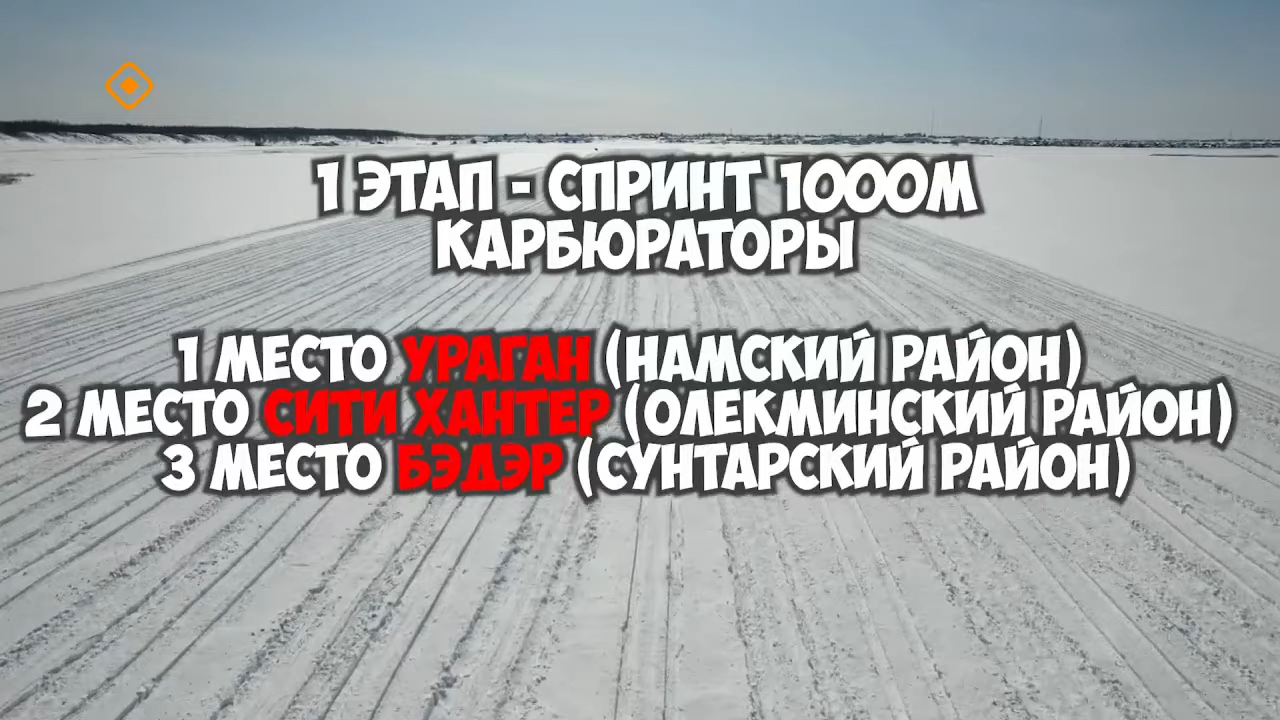 1 ЭТАП - СПРИНТ 1000М
КАРБЮРАТОРЫ
1 МЕСТО УРАГАН (НАМСКИЙ РАЙОН)
2 МЕСТО СИТИ ХАНТЕР (ОЛЕКМИНСКИЙ РАЙОН)
3 МЕСТО БЭДЭР (СУНТАРСКИЙ РАЙОН)